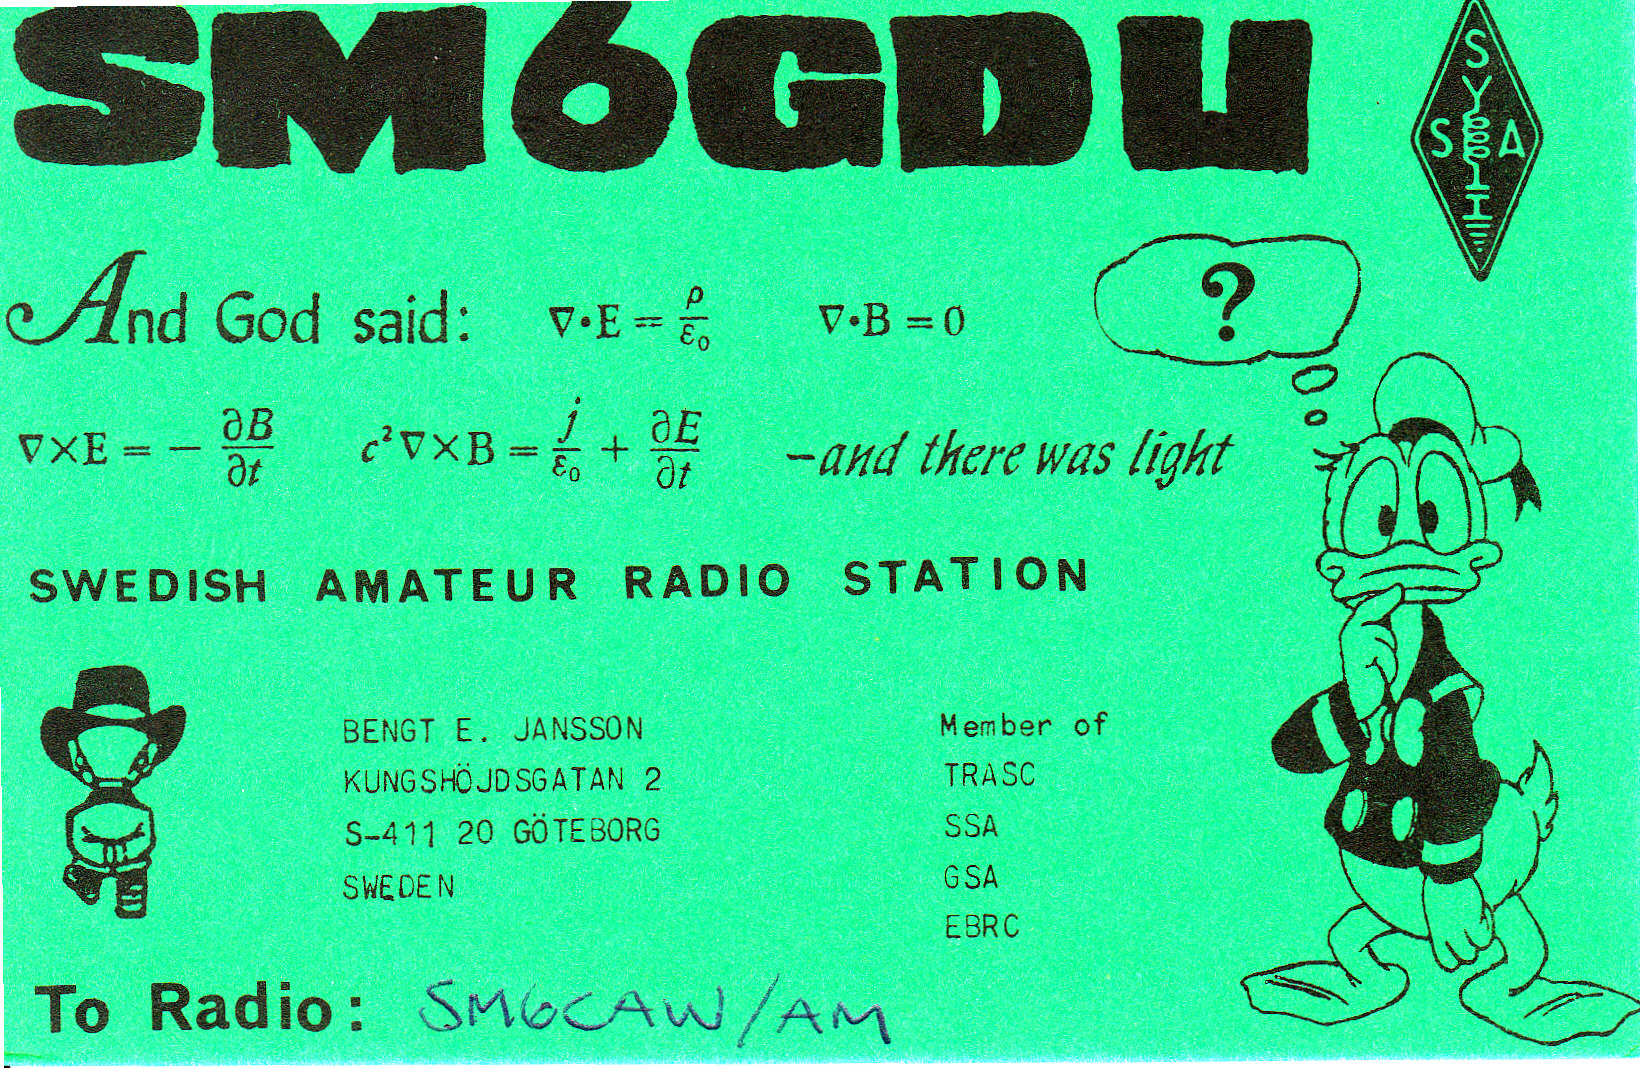 SM6GDU
S
Y
S A
?
And God said: ∇·E = ρ/ε₀ ∇·B = 0
∇×E = − ∂B/∂t c²∇×B = j/ε₀ + ∂E/∂t –and there was light
SWEDISH AMATEUR RADIO STATION
BENGT E. JANSSON
KUNGSHÖJDSGATAN 2
S-411 20 GÖTEBORG
SWEDEN
Member of
TRASC
SSA
GSA
EBRC
To Radio: SM6CAW/AM